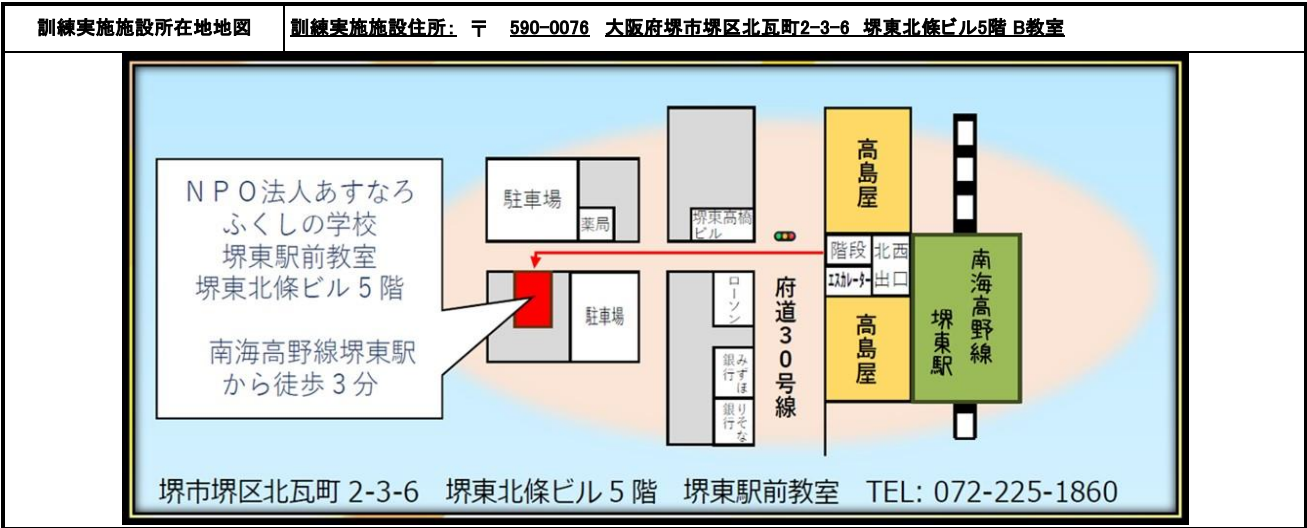 訓練実施施設所在地地図
訓練実施施設住所: 〒 590-0076 大阪府堺市堺区北瓦町2-3-6 堺東北條ビル5階 B教室
NPO法人あすなろ
ふくしの学校
堺東駅前教室
堺東北條ビル5階
南海高野線堺東駅
から徒歩3分
駐車場
薬局
駐車場
堺東高橋
ビル
ローソン
みずほ
銀行
りそな
銀行
府道30号線
高島屋
階段
エスカレーター
北西
出口
高島屋
南海高野線
堺東駅
堺市堺区北瓦町 2-3-6 堺東北條ビル 5 階 堺東駅前教室 TEL: 072-225-1860